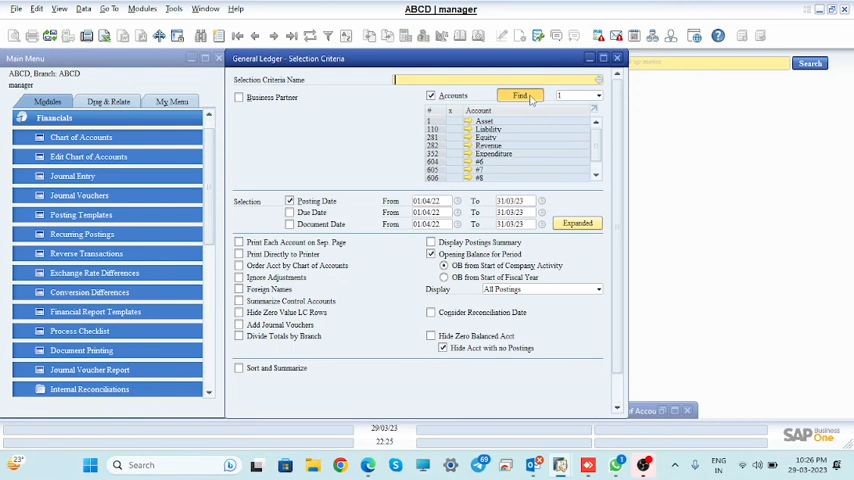 ABCD | manager
File Edit View Data Go To Modules Tools Window Help
Main Menu
General Ledger - Selection Criteria
ABCD, Branch: ABCD
manager
Search
Modules Drag & Relate My Menu
Financials
Chart of Accounts
Edit Chart of Accounts
Journal Entry
Journal Vouchers
Posting Templates
Recurring Postings
Reverse Transactions
Exchange Rate Differences
Conversion Differences
Financial Report Templates
Process Checklist
Document Printing
Journal Voucher Report
Internal Reconciliations
Selection Criteria Name
Business Partner
Accounts Find 1
# x Account
1 Asset
110 Liability
281 Equity
282 Revenue
352 Expenditure
604 #6
605 #7
606 #8
Selection Posting Date From 01/04/22 To 31/03/23
Due Date From 01/04/22 To 31/03/23
Document Date From 01/04/22 To 31/03/23
Expanded
Print Each Account on Sep. Page
Print Directly to Printer
Order Acct by Chart of Accounts
Ignore Adjustments
Foreign Names
Summarize Control Accounts
Hide Zero Value LC Rows
Add Journal Vouchers
Divide Totals by Branch
Display Postings Summary
Opening Balance for Period
OB from Start of Company Activity
OB from Start of Fiscal Year
Display All Postings
Consider Reconciliation Date
Hide Zero Balanced Acct
Hide Acct with no Postings
Sort and Summarize
of Accou
29/03/23
22:25
SAP Business One
23°
Search
69
1
ENG
IN
10:26 PM
29-03-2023